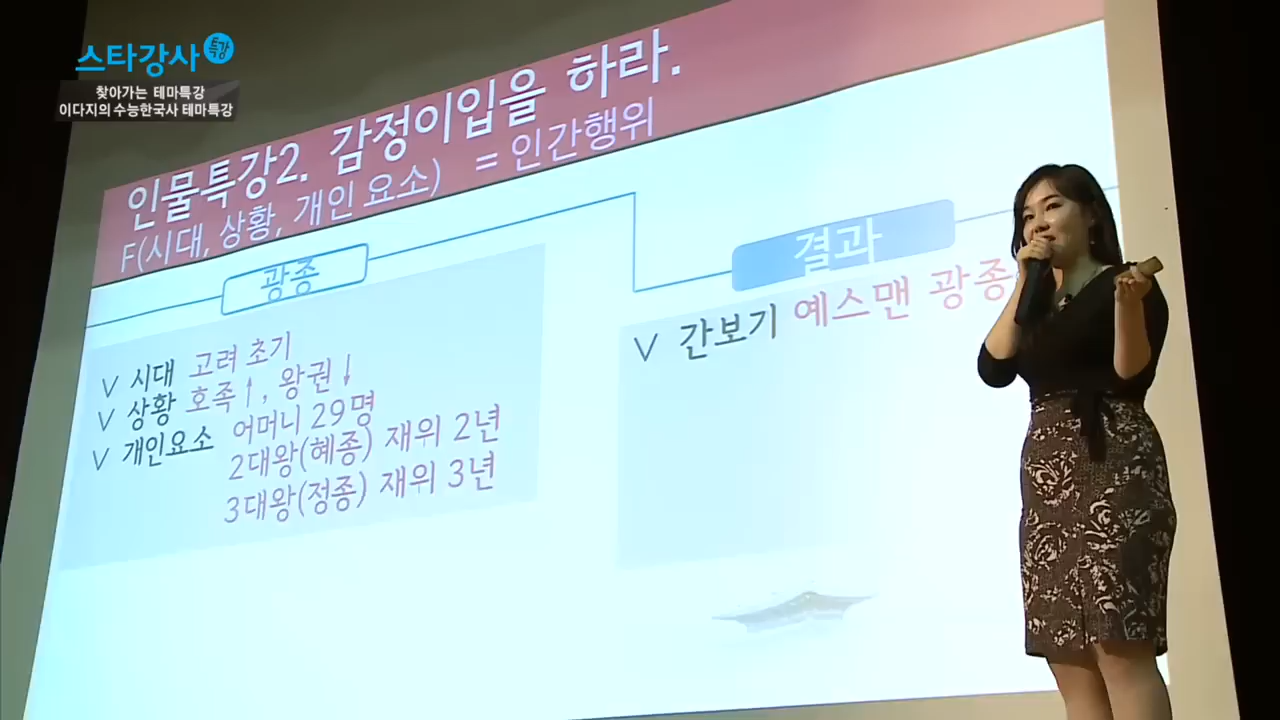 스타강사 특강
찾아가는 테마특강
이다지의 수능한국사 테마특강
인물특강2. 감정이입을 하라.
F(시대, 상황, 개인 요소) = 인간행위
광종
∨ 시대 고려 초기
∨ 상황 호족↑, 왕권↓
∨ 개인요소 어머니 29명
2대왕(혜종) 재위 2년
3대왕(정종) 재위 3년
결과
∨ 간보기 예스맨 광종